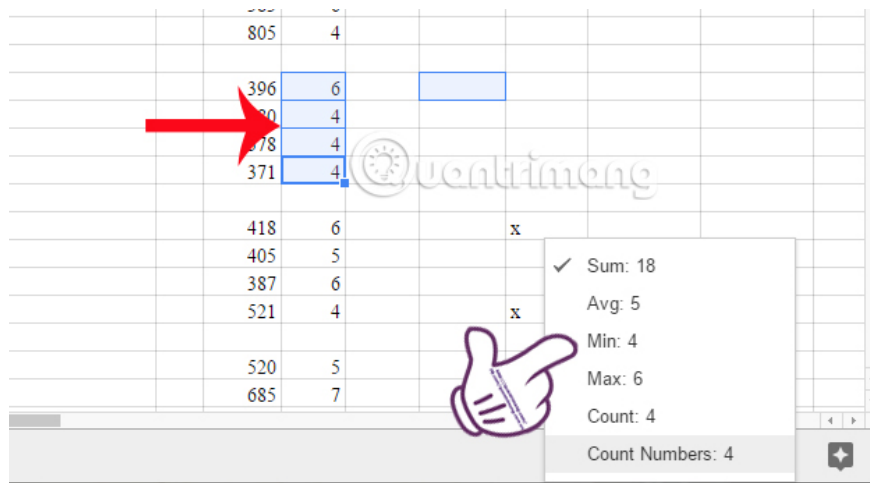 805 4
396 6
4
378 4
371 4
Quantrimang
418 6 x
405 5
387 6
521 4 x
520 5
685 7
Sum: 18
Avg: 5
Min: 4
Max: 6
Count: 4
Count Numbers: 4